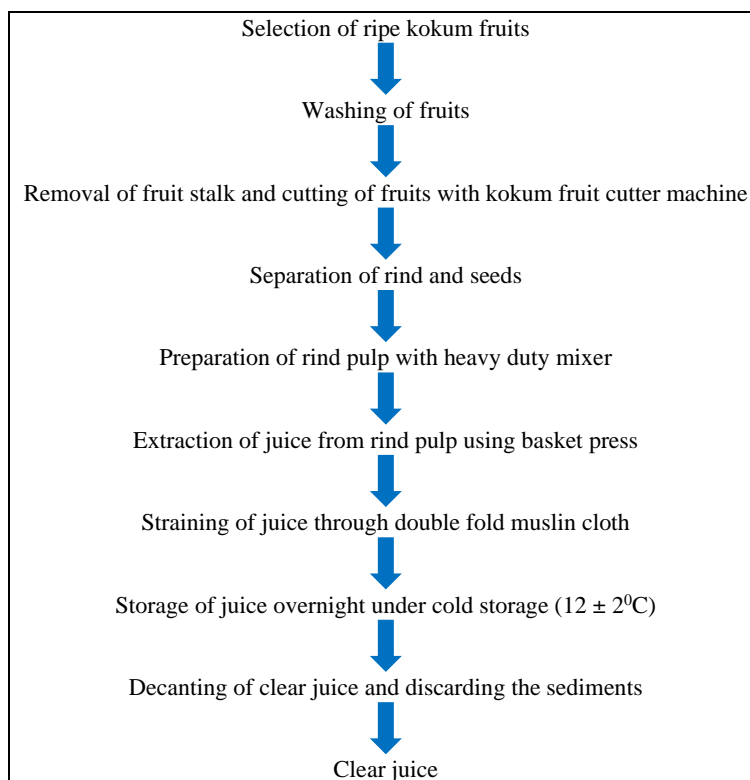 Selection of ripe kokum fruits
Washing of fruits
Removal of fruit stalk and cutting of fruits with kokum fruit cutter machine
Separation of rind and seeds
Preparation of rind pulp with heavy duty mixer
Extraction of juice from rind pulp using basket press
Straining of juice through double fold muslin cloth
Storage of juice overnight under cold storage (12 ± 2⁰C)
Decanting of clear juice and discarding the sediments
Clear juice